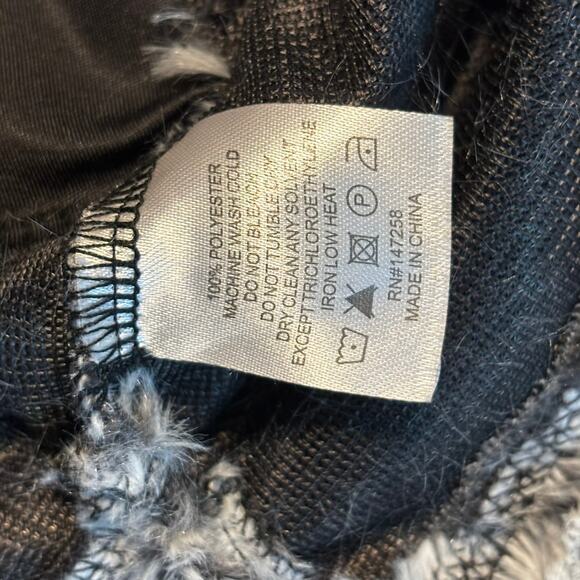 100% POLYESTER
MACHINE WASH COLD
DO NOT BLEACH
DO NOT TUMBLE DRY
DRY CLEAN ANY SOLVENT
EXCEPT TRICHLOROETHYLENE
IRON LOW HEAT
P
RN#147258
MADE IN CHINA